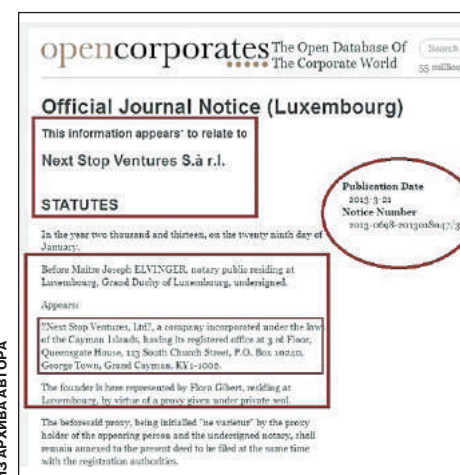 opencorporates The Open Database Of
The Corporate World
Search
55 million
Official Journal Notice (Luxembourg)
This information appears* to relate to
Next Stop Ventures S.à r.l.
STATUTES
Publication Date
2013-3-21
Notice Number
2013-0698-2013018047/3
In the year two thousand and thirteen, on the twenty ninth day of
January.
Before Maître Joseph ELVINGER, notary public residing at
Luxembourg, Grand Duchy of Luxembourg, undersigned.
Appears:
?Next Stop Ventures, Ltd?, a company incorporated under the law
of the Cayman Islands, having its registered office at 3 rd Floor,
Queensgate House, 113 South Church Street, P.O. Box 10240,
George Town, Grand Cayman, KY1-1002.
The founder is here represented by Flora Gibert, residing at
Luxembourg, by virtue of a proxy given under private seal.
The beforesaid proxy, being initialled "ne varietur" by the proxy
holder of the appearing person and the undersigned notary, shall
remain annexed to the present deed to be filed at the same time
with the registration authorities.
ИЗ АРХИВА АВТОРА